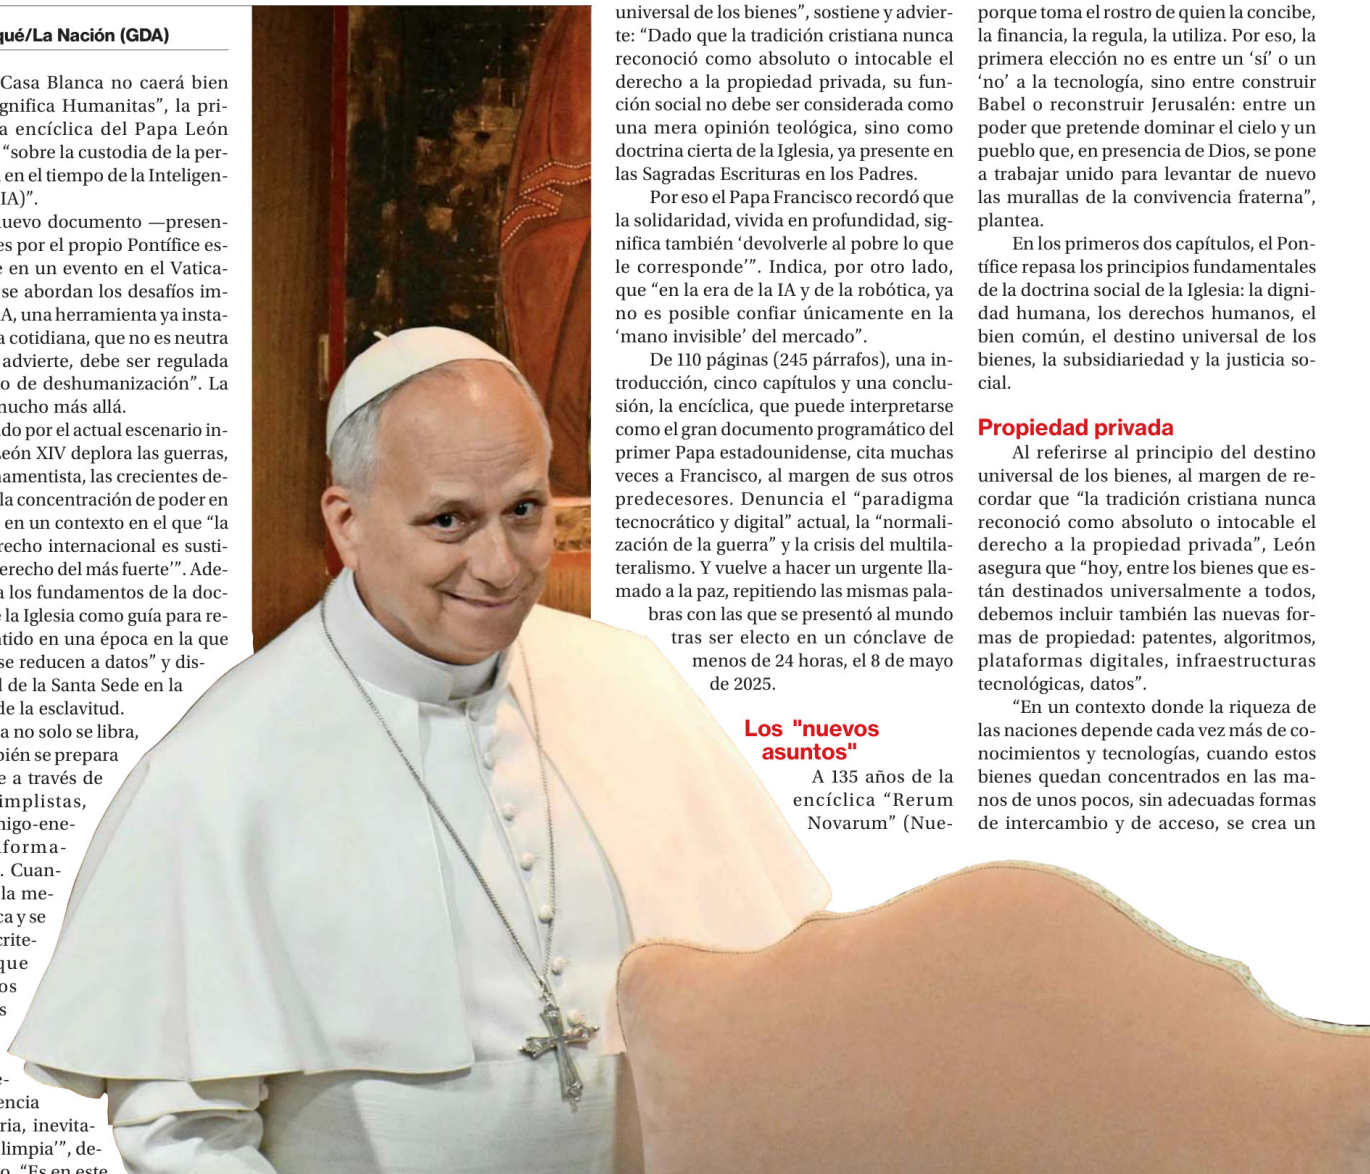 qué/La Nación (GDA)
Casa Blanca no caerá bien
gnifica Humanitas”, la pri-
a encíclica del Papa León
“sobre la custodia de la per-
en el tiempo de la Inteligen-
IA)”.
uevo documento —presen-
es por el propio Pontífice es-
e en un evento en el Vatica-
se abordan los desafíos im-
A, una herramienta ya insta-
a cotidiana, que no es neutra
advierte, debe ser regulada
o de deshumanización”. La
mucho más allá.
do por el actual escenario in-
León XIV deplora las guerras,
amentista, las crecientes de-
la concentración de poder en
en un contexto en el que “la
recho internacional es susti-
erecho del más fuerte’”. Ade-
a los fundamentos de la doc-
e la Iglesia como guía para re-
ntido en una época en la que
se reducen a datos” y dis-
l de la Santa Sede en la
de la esclavitud.
a no solo se libra,
bién se prepara
e a través de
implistas,
migo-ene-
forma-
. Cuan-
la me-
ca y se
crite-
que
os
s
e-
encia
ria, inevita-
limpia’”, de-
o. “Es en este
universal de los bienes”, sostiene y advier-
te: “Dado que la tradición cristiana nunca
reconoció como absoluto o intocable el
derecho a la propiedad privada, su fun-
ción social no debe ser considerada como
una mera opinión teológica, sino como
doctrina cierta de la Iglesia, ya presente en
las Sagradas Escrituras en los Padres.
Por eso el Papa Francisco recordó que
la solidaridad, vivida en profundidad, sig-
nifica también ‘devolverle al pobre lo que
le corresponde’”. Indica, por otro lado,
que “en la era de la IA y de la robótica, ya
no es posible confiar únicamente en la
‘mano invisible’ del mercado”.
De 110 páginas (245 párrafos), una in-
troducción, cinco capítulos y una conclu-
sión, la encíclica, que puede interpretarse
como el gran documento programático del
primer Papa estadounidense, cita muchas
veces a Francisco, al margen de sus otros
predecesores. Denuncia el “paradigma
tecnocrático y digital” actual, la “normali-
zación de la guerra” y la crisis del multila-
teralismo. Y vuelve a hacer un urgente lla-
mado a la paz, repitiendo las mismas pala-
bras con las que se presentó al mundo
tras ser electo en un cónclave de
menos de 24 horas, el 8 de mayo
de 2025.
Los "nuevos
asuntos"
A 135 años de la
encíclica “Rerum
Novarum” (Nue-
porque toma el rostro de quien la concibe,
la financia, la regula, la utiliza. Por eso, la
primera elección no es entre un ‘sí’ o un
‘no’ a la tecnología, sino entre construir
Babel o reconstruir Jerusalén: entre un
poder que pretende dominar el cielo y un
pueblo que, en presencia de Dios, se pone
a trabajar unido para levantar de nuevo
las murallas de la convivencia fraterna”,
plantea.
En los primeros dos capítulos, el Pon-
tífice repasa los principios fundamentales
de la doctrina social de la Iglesia: la digni-
dad humana, los derechos humanos, el
bien común, el destino universal de los
bienes, la subsidiariedad y la justicia so-
cial.
Propiedad privada
Al referirse al principio del destino
universal de los bienes, al margen de re-
cordar que “la tradición cristiana nunca
reconoció como absoluto o intocable el
derecho a la propiedad privada”, León
asegura que “hoy, entre los bienes que es-
tán destinados universalmente a todos,
debemos incluir también las nuevas for-
mas de propiedad: patentes, algoritmos,
plataformas digitales, infraestructuras
tecnológicas, datos”.
“En un contexto donde la riqueza de
las naciones depende cada vez más de co-
nocimientos y tecnologías, cuando estos
bienes quedan concentrados en las ma-
nos de unos pocos, sin adecuadas formas
de intercambio y de acceso, se crea un